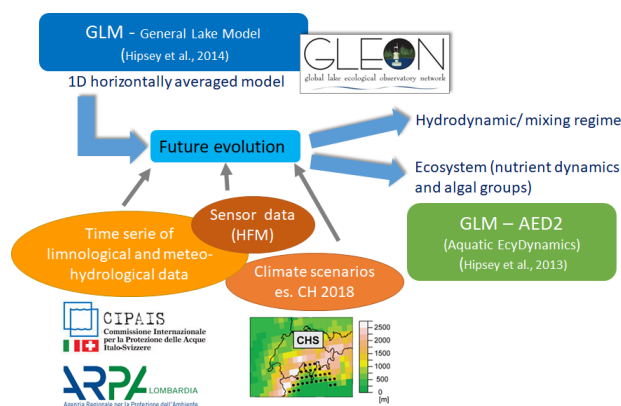 GLM - General Lake Model
(Hipsey et al., 2014)
GLEON
global lake ecological observatory network
1D horizontally averaged model
Future evolution
Hydrodynamic/ mixing regime
Ecosystem (nutrient dynamics
and algal groups)
Sensor data
(HFM)
Time serie of
limnological and meteo-
hydrological data
Climate scenarios
es. CH 2018
GLM – AED2
(Aquatic EcyDynamics)
(Hipsey et al., 2013)
CIPAIS
Commissione Internazionale
per la Protezione delle Acque
Italo-Svizzere
ARPA LOMBARDIA
Agenzia Regionale per la Protezione dell'Ambiente
CHS
2500
2000
1500
1000
500
0
[m]